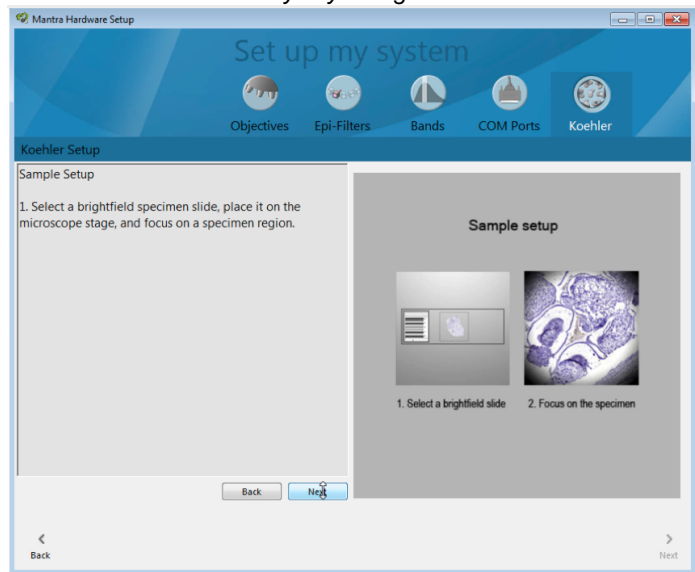 Mantra Hardware Setup
Set up my system
Objectives Epi-Filters Bands COM Ports Koehler
Koehler Setup
Sample Setup
1. Select a brightfield specimen slide, place it on the
microscope stage, and focus on a specimen region.
Sample setup
1. Select a brightfield slide 2. Focus on the specimen
Back Next
Back Next